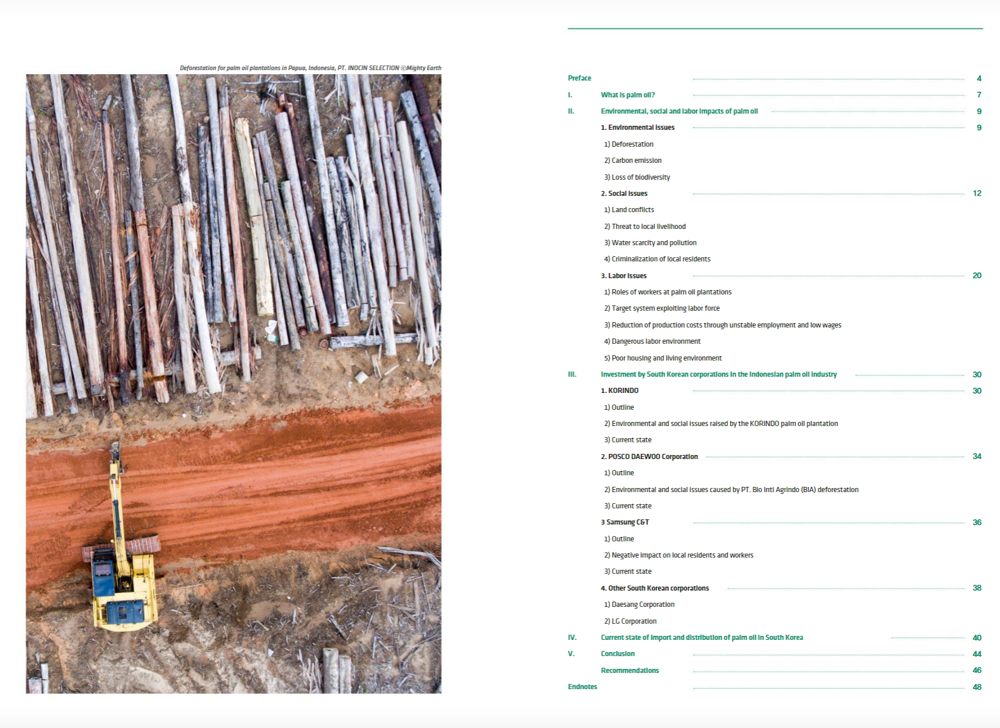 Deforestation for palm oil plantations in Papua, Indonesia, PT. INOCIN SELECTION ©Mighty Earth
Preface 4
I. What is palm oil? 7
II. Environmental, social and labor impacts of palm oil 9
1. Environmental issues 9
1) Deforestation
2) Carbon emission
3) Loss of biodiversity
2. Social issues 12
1) Land conflicts
2) Threat to local livelihood
3) Water scarcity and pollution
4) Criminalization of local residents
3. Labor issues 20
1) Roles of workers at palm oil plantations
2) Target system exploiting labor force
3) Reduction of production costs through unstable employment and low wages
4) Dangerous labor environment
5) Poor housing and living environment
III. Investment by South Korean corporations in the Indonesian palm oil industry 30
1. KORINDO 30
1) Outline
2) Environmental and social issues raised by the KORINDO palm oil plantation
3) Current state
2. POSCO DAEWOO Corporation 34
1) Outline
2) Environmental and social issues caused by PT. Bio Inti Agrindo (BIA) deforestation
3) Current state
3 Samsung C&T 36
1) Outline
2) Negative impact on local residents and workers
3) Current state
4. Other South Korean corporations 38
1) Daesang Corporation
2) LG Corporation
IV. Current state of import and distribution of palm oil in South Korea 40
V. Conclusion 44
Recommendations 46
Endnotes 48